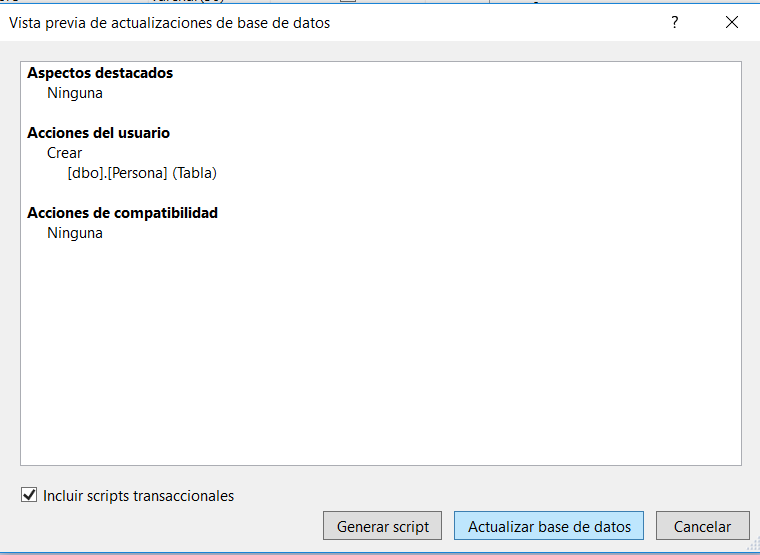 Vista previa de actualizaciones de base de datos
?
Aspectos destacados
Ninguna
Acciones del usuario
Crear
[dbo].[Persona] (Tabla)
Acciones de compatibilidad
Ninguna
Incluir scripts transaccionales
Generar script
Actualizar base de datos
Cancelar